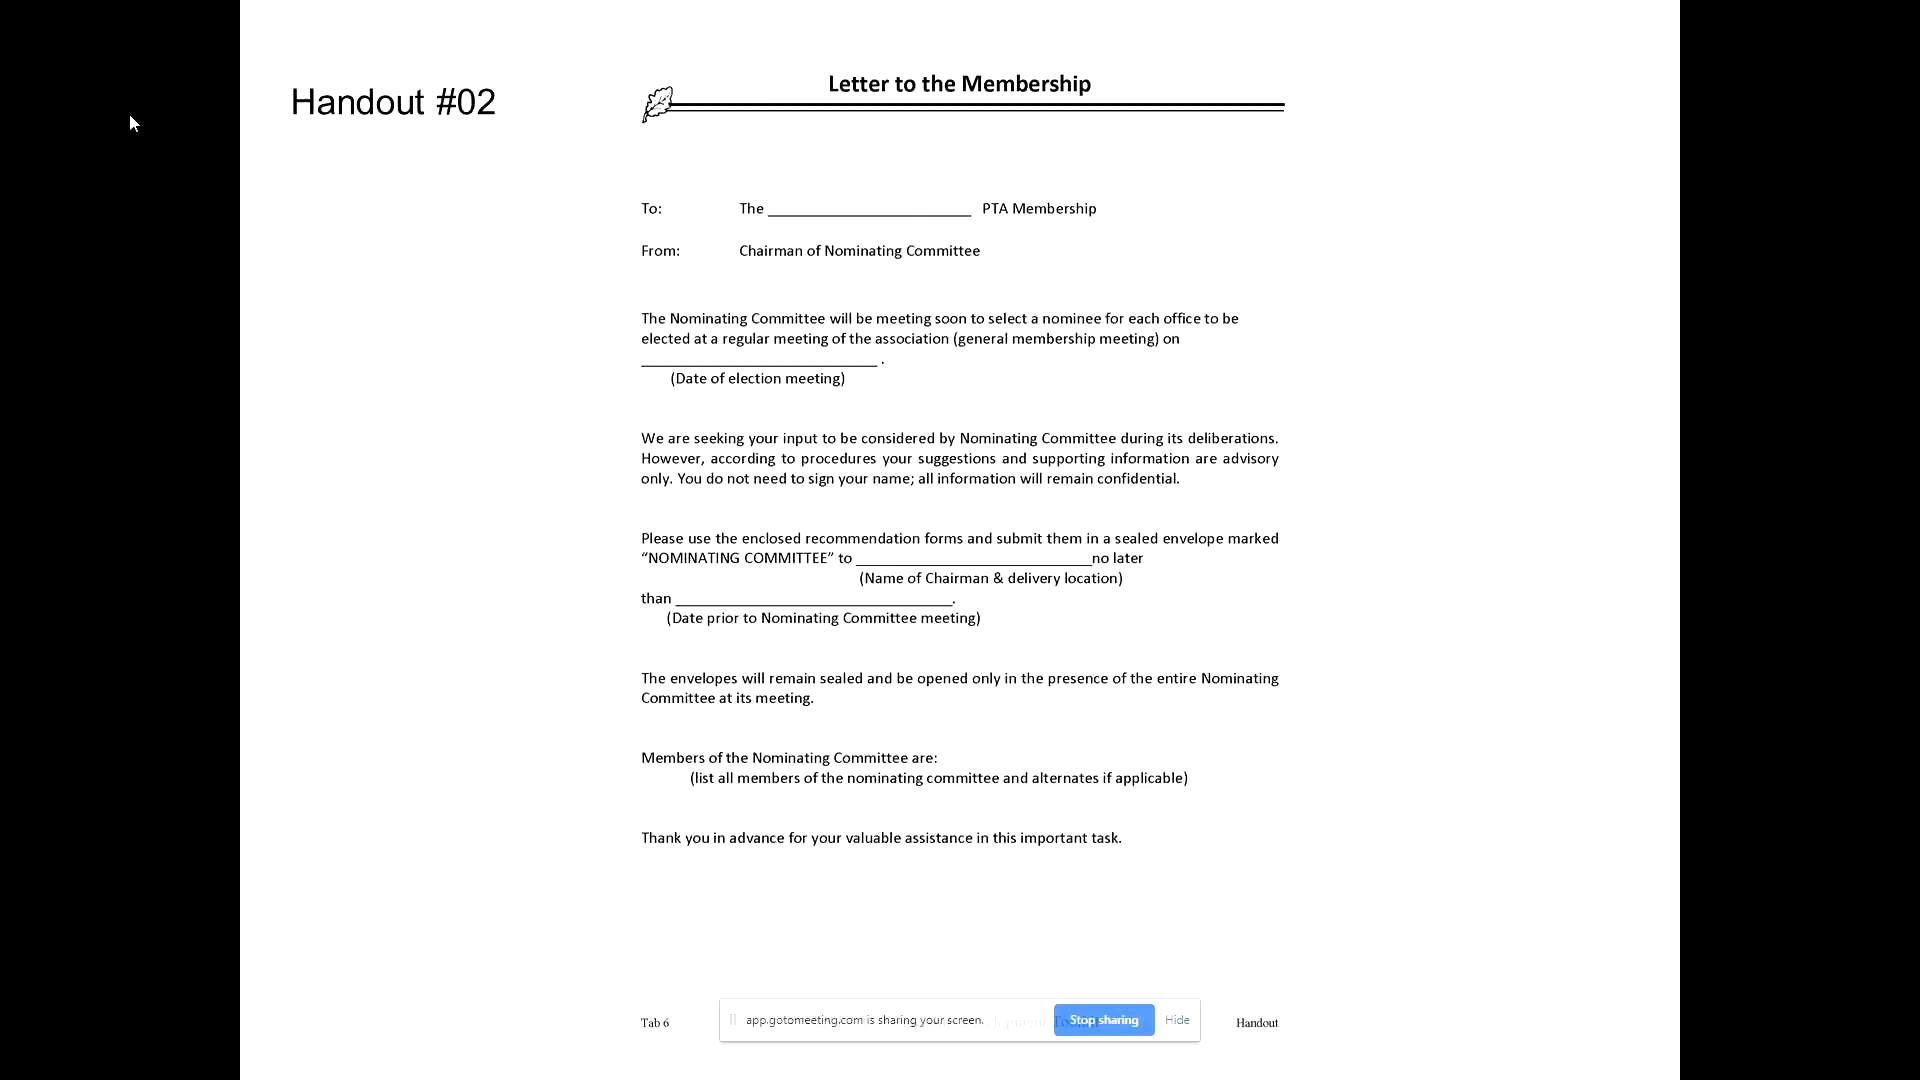 Handout #02
Letter to the Membership
To: The __________________________ PTA Membership
From: Chairman of Nominating Committee
The Nominating Committee will be meeting soon to select a nominee for each office to be
elected at a regular meeting of the association (general membership meeting) on
______________________________ .
(Date of election meeting)
We are seeking your input to be considered by Nominating Committee during its deliberations.
However, according to procedures your suggestions and supporting information are advisory
only. You do not need to sign your name; all information will remain confidential.
Please use the enclosed recommendation forms and submit them in a sealed envelope marked
“NOMINATING COMMITTEE” to ______________________________no later
(Name of Chairman & delivery location)
than ___________________________________.
(Date prior to Nominating Committee meeting)
The envelopes will remain sealed and be opened only in the presence of the entire Nominating
Committee at its meeting.
Members of the Nominating Committee are:
(list all members of the nominating committee and alternates if applicable)
Thank you in advance for your valuable assistance in this important task.
Tab 6
app.gotomeeting.com is sharing your screen.
Stop sharing
Hide
Handout